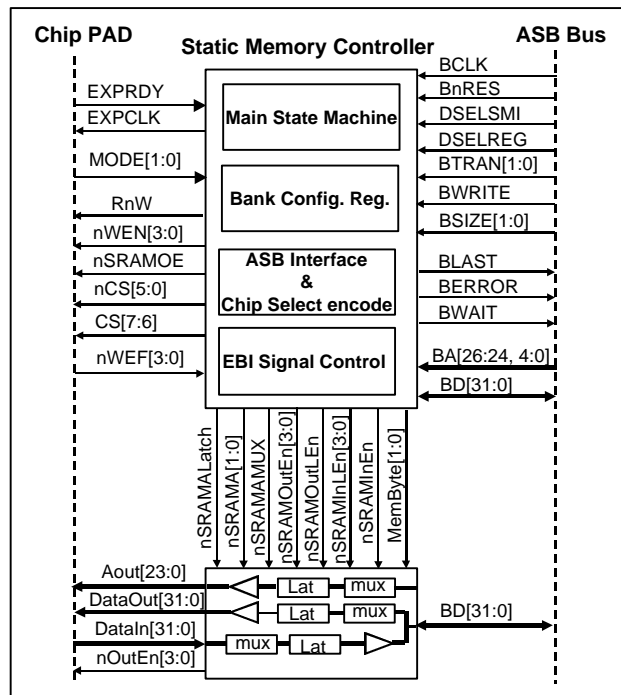 Chip PAD
Static Memory Controller
ASB Bus
EXPRDY
EXPCLK
MODE[1:0]
RnW
nWEN[3:0]
nSRAMOE
nCS[5:0]
CS[7:6]
nWEF[3:0]
Main State Machine
Bank Config. Reg.
ASB Interface
&
Chip Select encode
EBI Signal Control
BCLK
BnRES
DSELSMI
DSELREG
BTRAN[1:0]
BWRITE
BSIZE[1:0]
BLAST
BERROR
BWAIT
BA[26:24, 4:0]
BD[31:0]
nSRAMALatch
nSRAMA[1:0]
nSRAMAMUX
nSRAMOutEn[3:0]
nSRAMOutLEn
nSRAMInLEn[3:0]
nSRAMInEn
MemByte[1:0]
Aout[23:0]
Lat
mux
DataOut[31:0]
Lat
mux
DataIn[31:0]
mux
Lat
nOutEn[3:0]
BD[31:0]